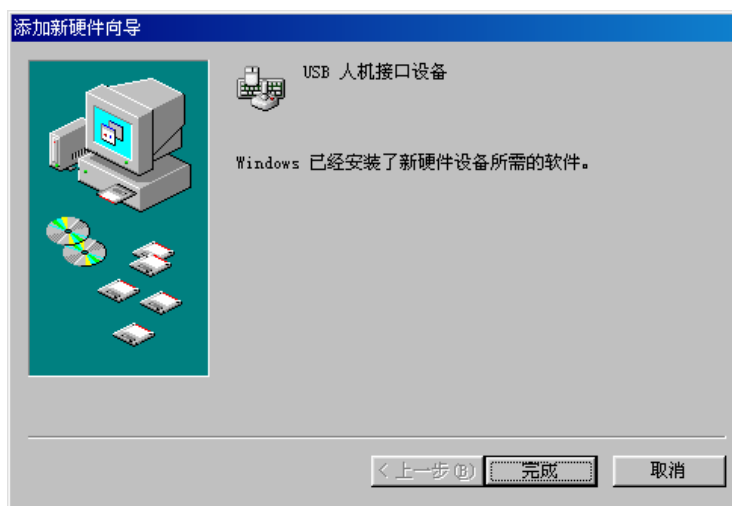 添加新硬件向导
USB 人机接口设备
Windows 已经安装了新硬件设备所需的软件。
< 上一步(B)
完成
取消